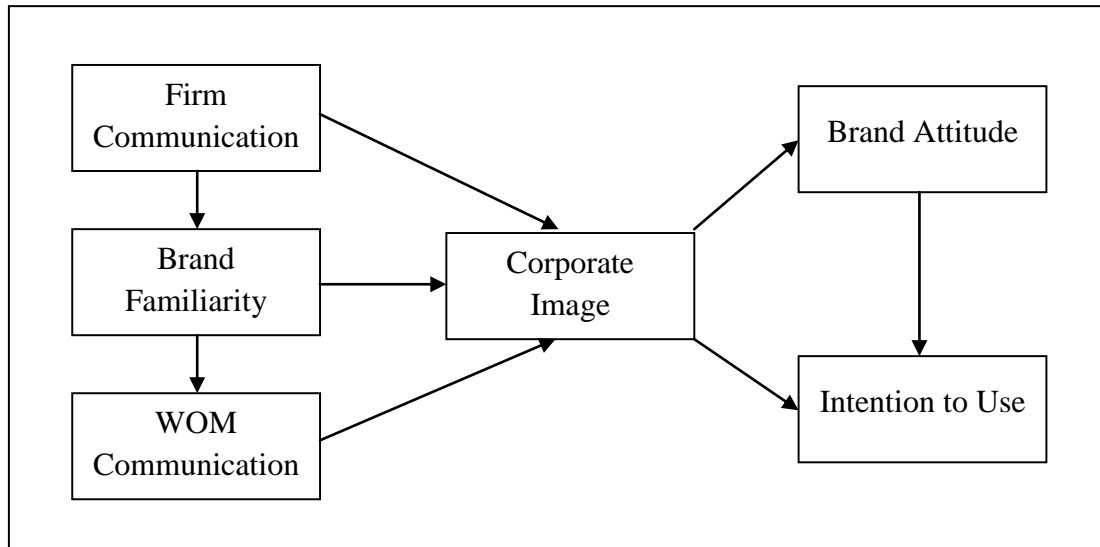 Firm
Communication
Brand
Familiarity
WOM
Communication
Corporate
Image
Brand Attitude
Intention to Use